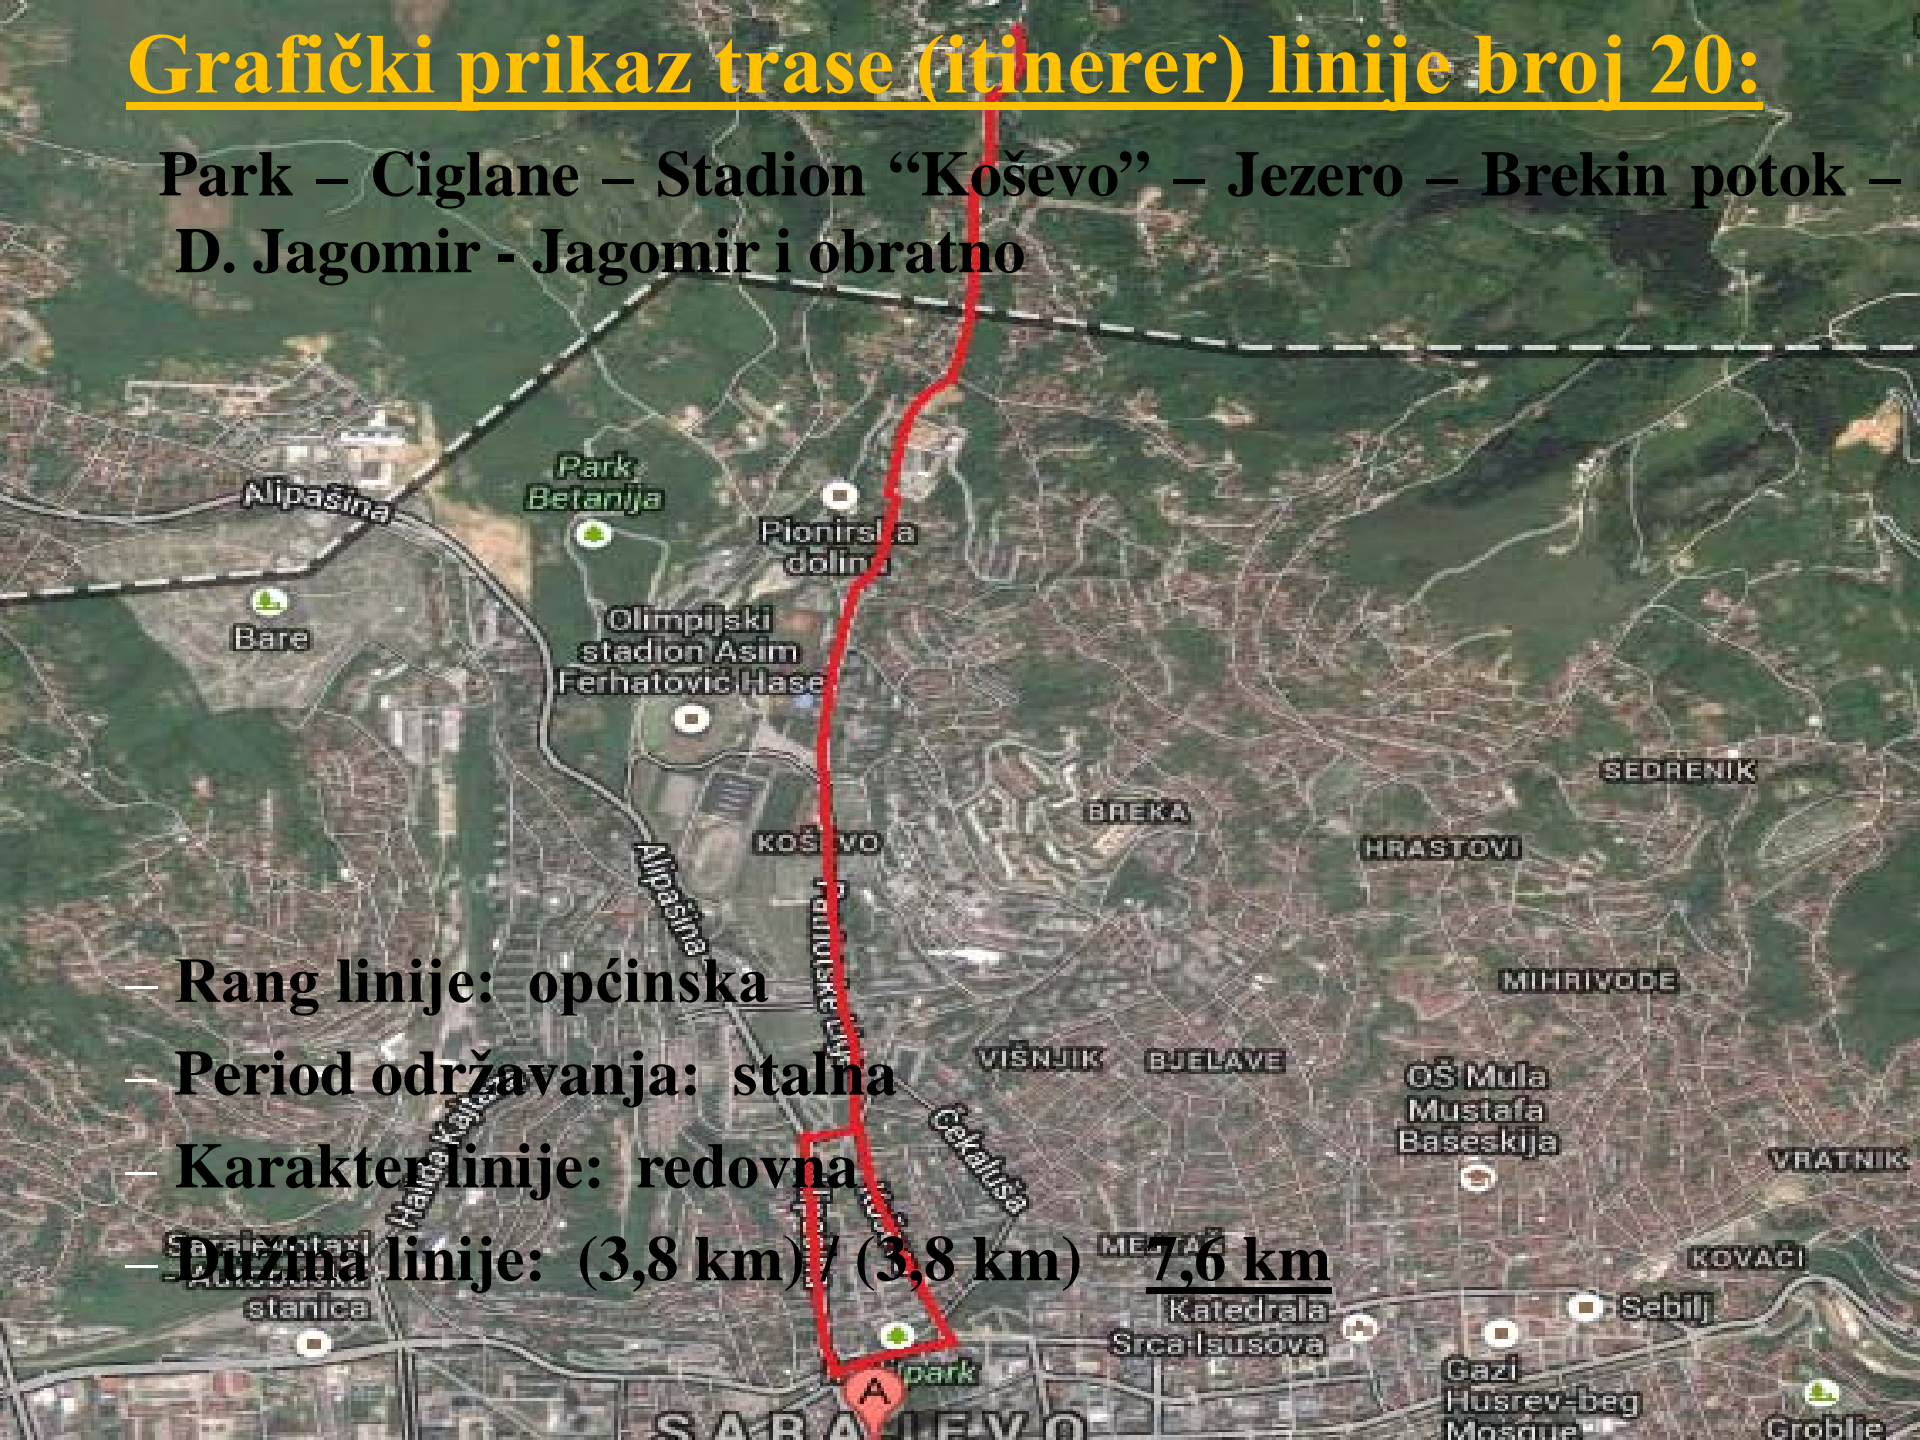 Grafički prikaz trase (itinerer) linije broj 20:
Park – Ciglane – Stadion “Koševo” – Jezero – Brekin potok –
D. Jagomir - Jagomir i obratno
Alipašina
Park
Betanija
Pionirska
dolina
Bare
Olimpijski
stadion Asim
Ferhatović Hase
SEDRENIK
BREKA
HRASTOVI
KOŠEVO
Alipašina
MIHRIVODE
– Rang linije: općinska
VIŠNJIK
BJELAVE
OŠ Mula
Mustafa
Bašeskija
– Period održavanja: stalna
Čekaluša
VRATNIK
– Karakter linije: redovna
KOVAČI
– Dužina linije: (3,8 km) / (3,8 km) 7,6 km
stanica
Katedrala
Srca Isusova
Sebilj
park
A
Gazi
Husrev-beg
Mosque
SARAJEVO
Groblje